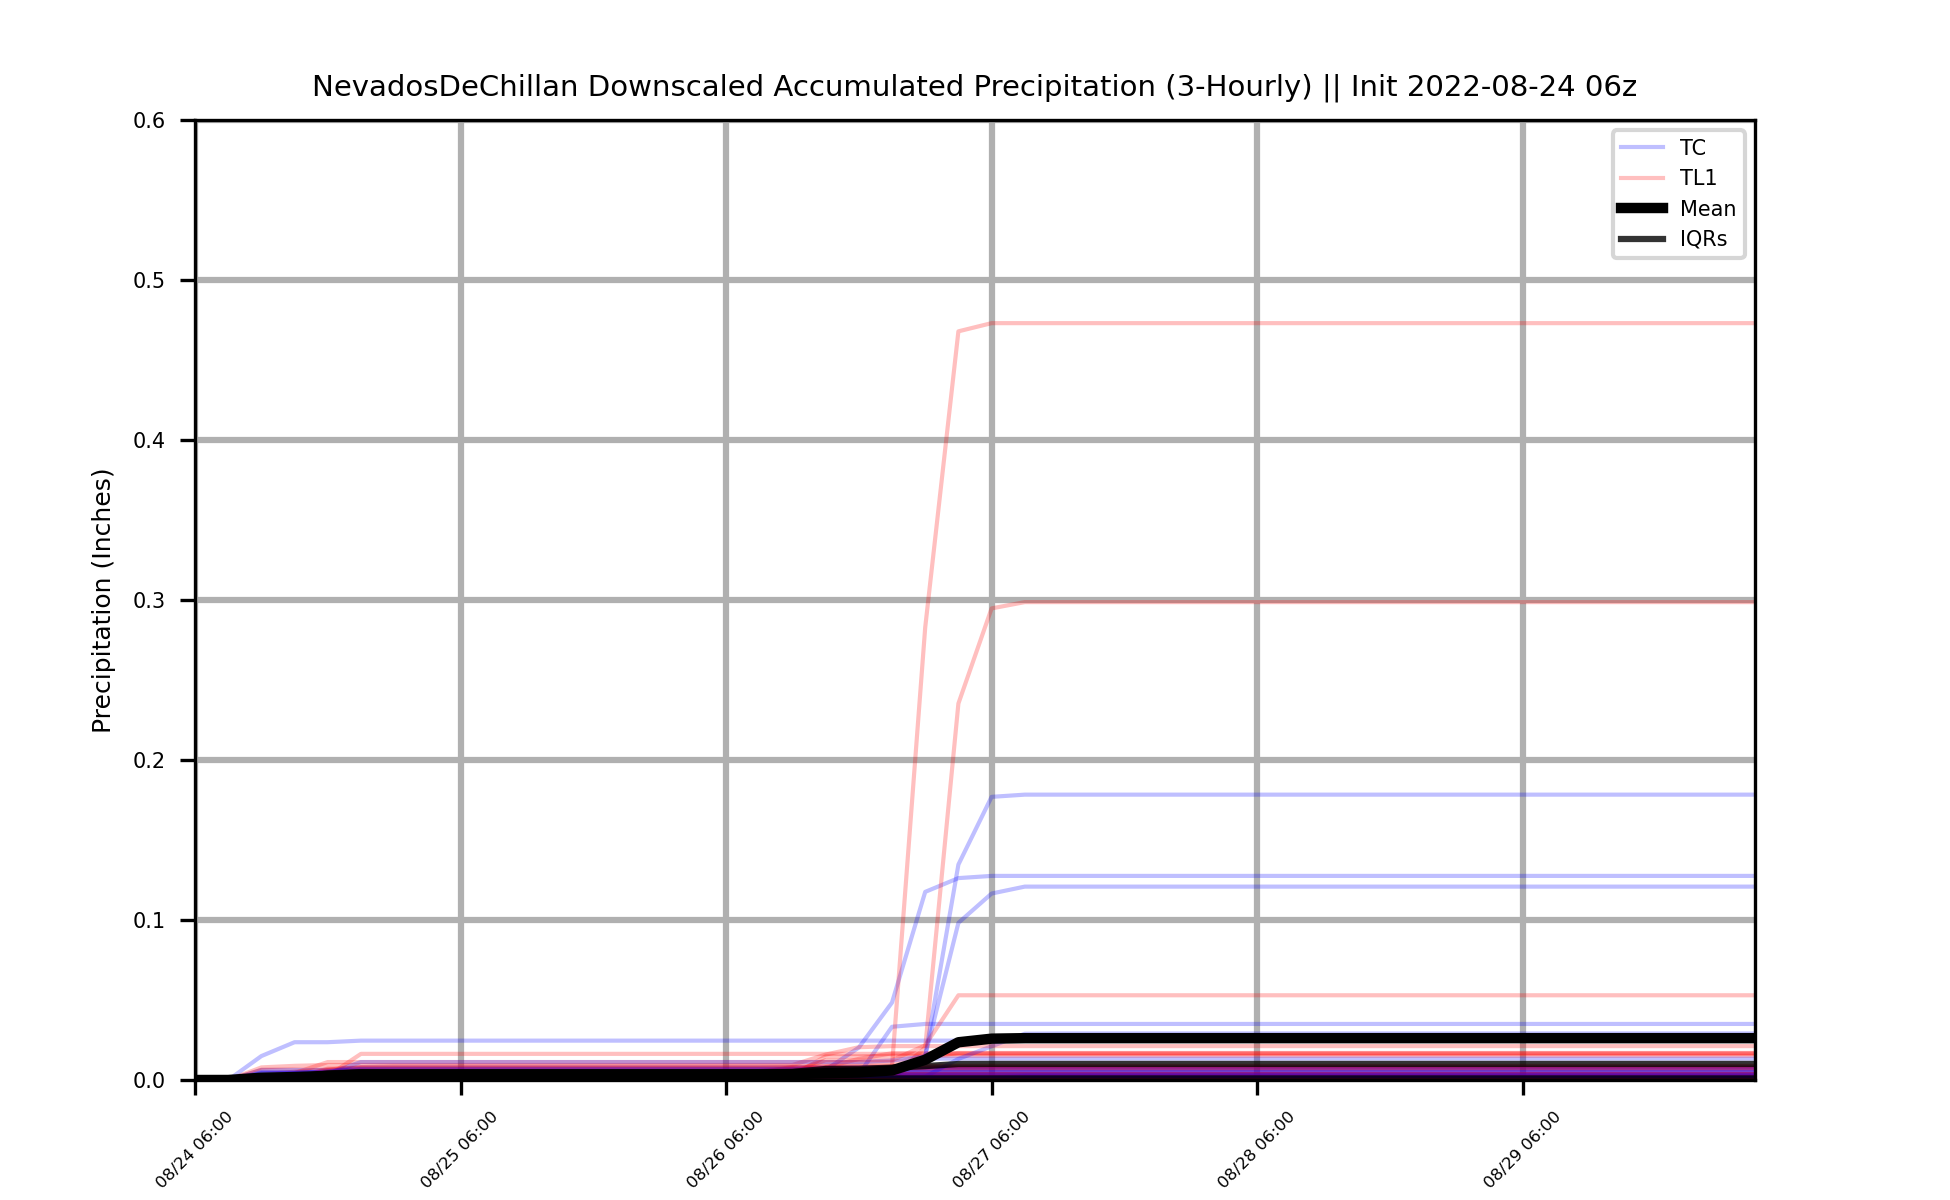 NevadosDeChillan Downscaled Accumulated Precipitation (3-Hourly) || Init 2022-08-24 06z
TC
TL1
Mean
IQRs
Precipitation (Inches)
0.6
0.5
0.4
0.3
0.2
0.1
0.0
08/24 06:00
08/25 06:00
08/26 06:00
08/27 06:00
08/28 06:00
08/29 06:00